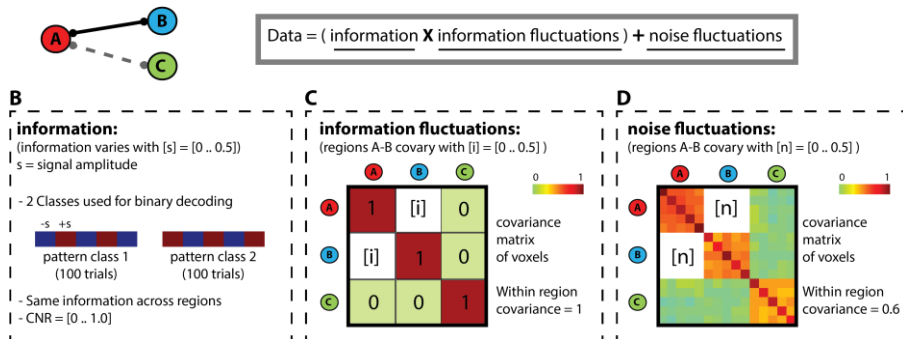 A
B
C
Data = ( information X information fluctuations ) + noise fluctuations
B
information:
(information varies with [s] = [0 .. 0.5] )
s = signal amplitude
- 2 Classes used for binary decoding
-s +s
pattern class 1
(100 trials)
pattern class 2
(100 trials)
- Same information across regions
- CNR = [0 .. 1.0]
C
information fluctuations:
(regions A-B covary with [i] = [0 .. 0.5] )
A B C
0 1
A 1 [i] 0
B [i] 1 0
C 0 0 1
covariance
matrix
of voxels
Within region
covariance = 1
D
noise fluctuations:
(regions A-B covary with [n] = [0 .. 0.5] )
A B C
0 1
A [n]
B [n]
C
covariance
matrix
of voxels
Within region
covariance = 0.6